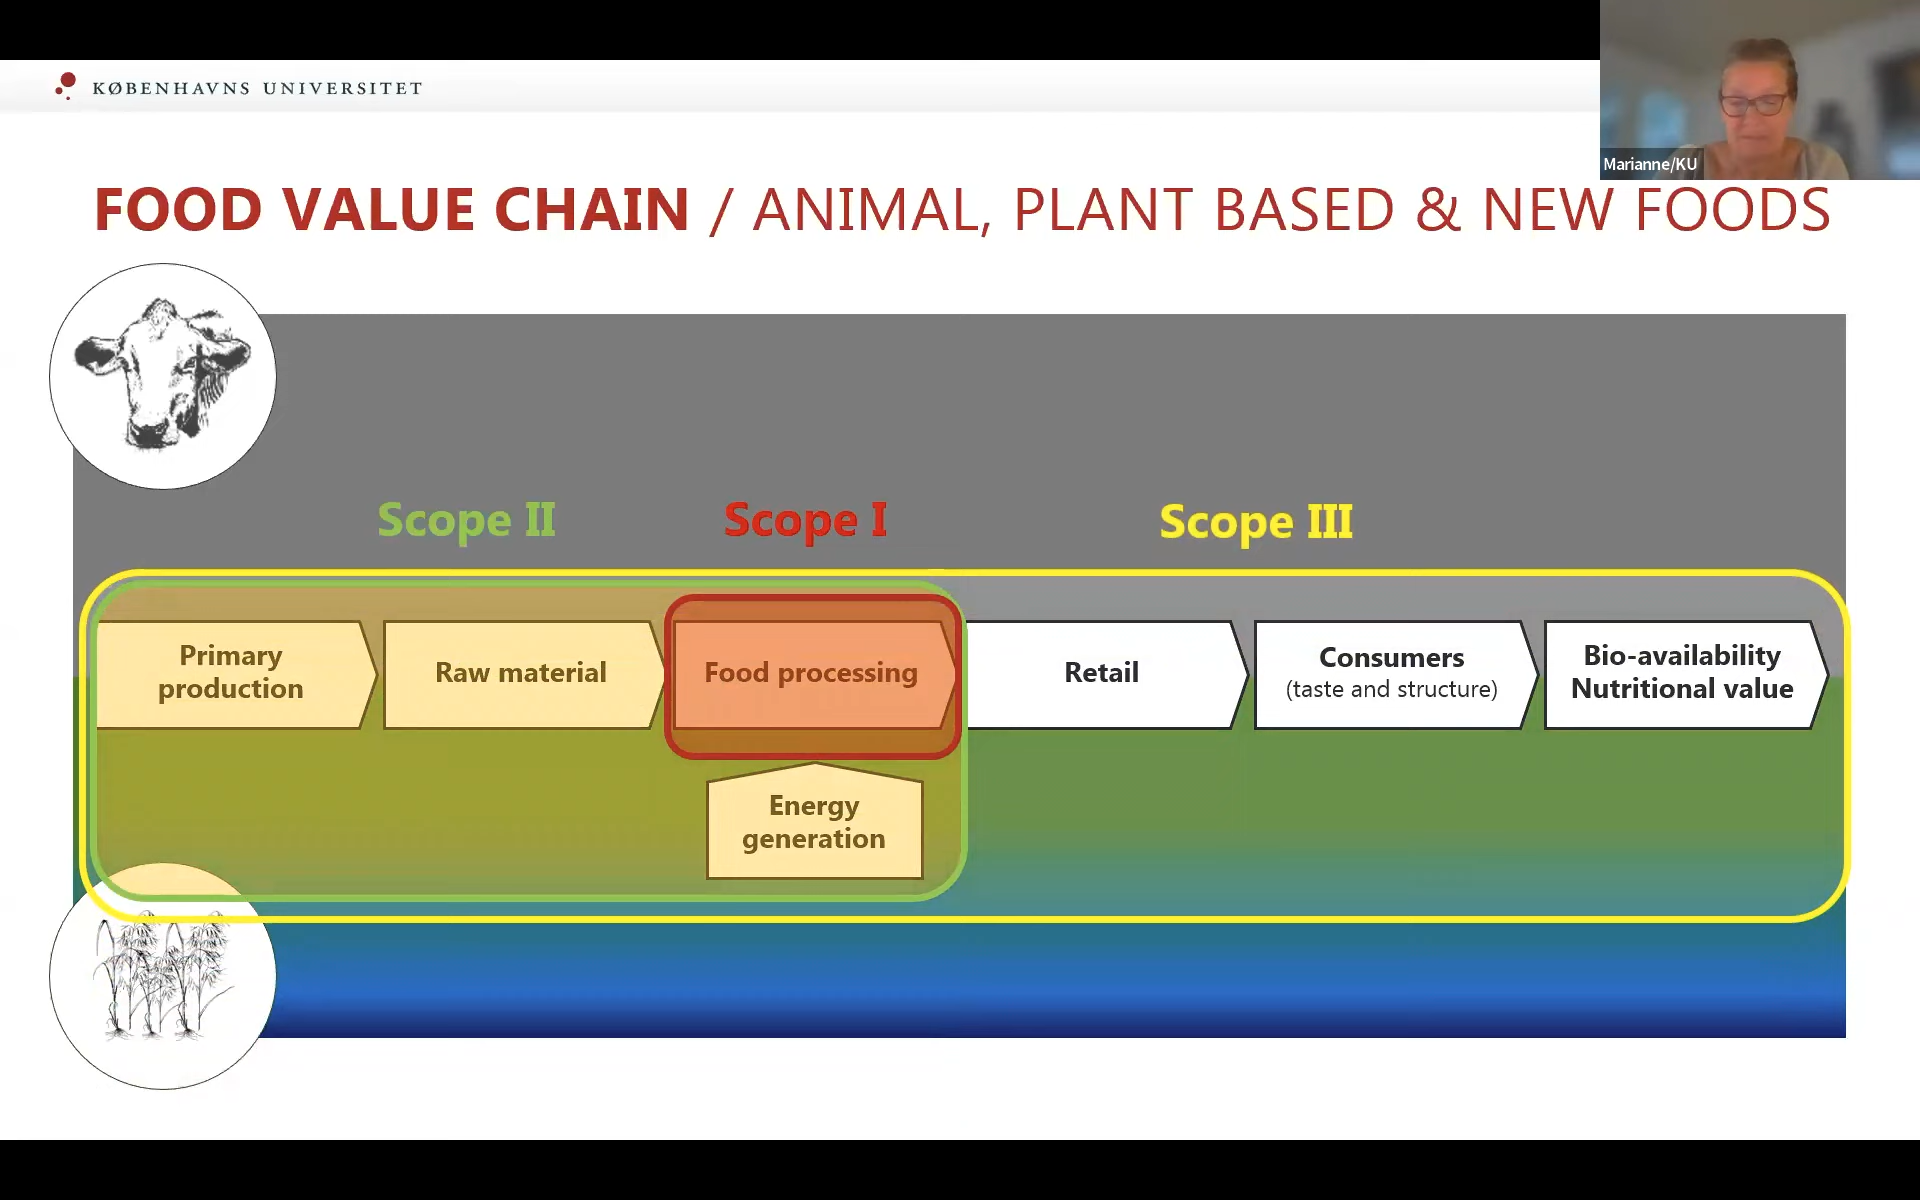 KØBENHAVNS UNIVERSITET
Marianne/KU
FOOD VALUE CHAIN / ANIMAL, PLANT BASED & NEW FOODS
Scope II
Scope I
Scope III
Primary
production
Raw material
Food processing
Retail
Consumers
(taste and structure)
Bio-availability
Nutritional value
Energy
generation